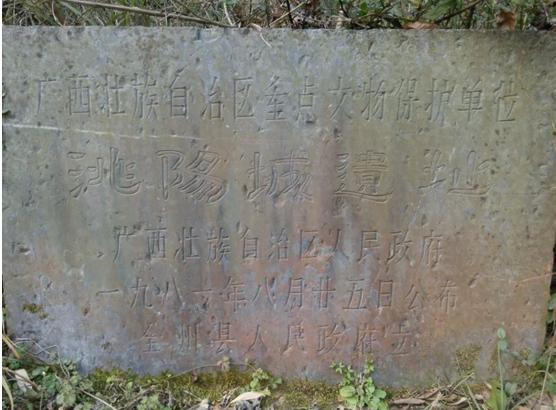 广西壮族自治区重点文物保护单位
洮陽城遺址
广西壮族自治区人民政府
一九八一年八月廿五日公布
全州县人民政府立